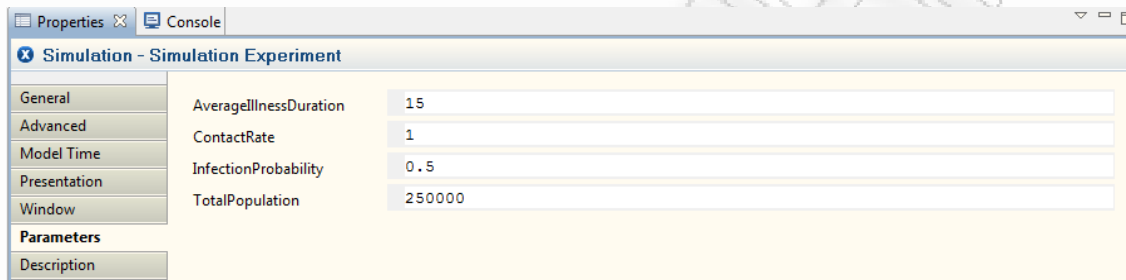 Properties Console
Simulation - Simulation Experiment
General
Advanced
Model Time
Presentation
Window
Parameters
Description
AverageIllnessDuration 15
ContactRate 1
InfectionProbability 0.5
TotalPopulation 250000